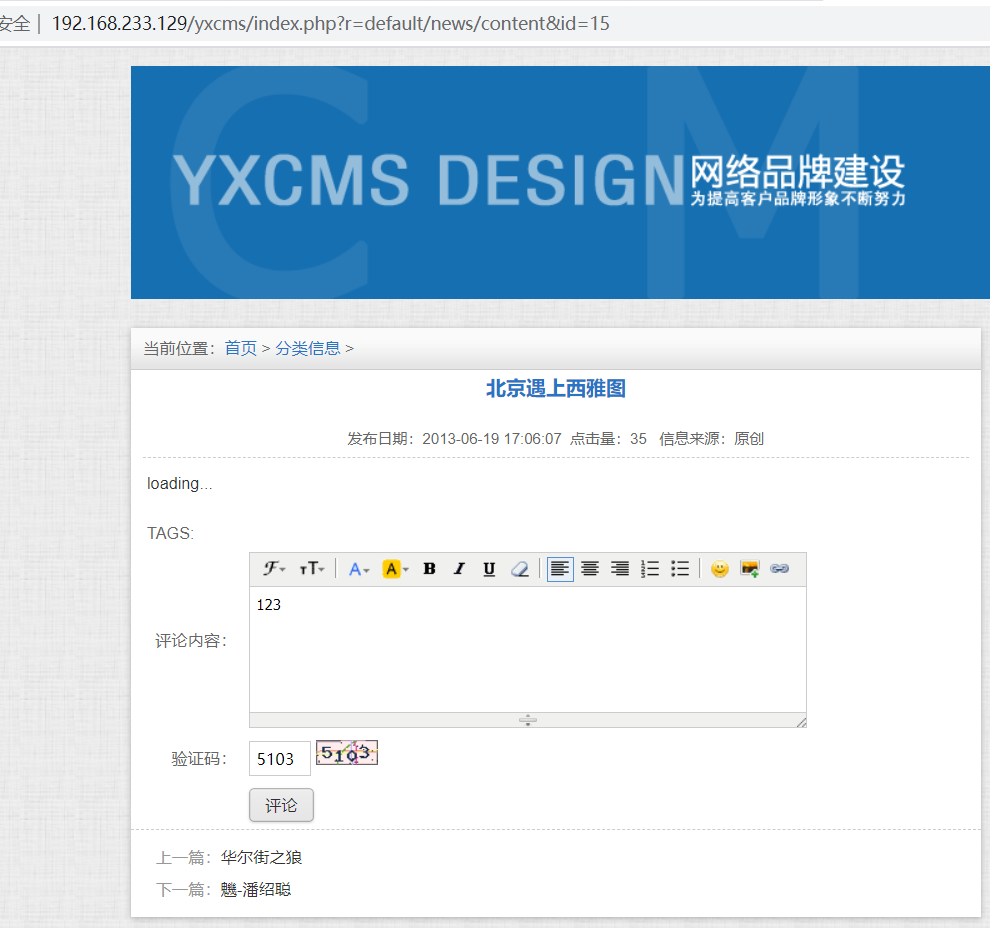 安全 | 192.168.233.129/yxcms/index.php?r=default/news/content&id=15
C M
YXCMS DESIGN 网络品牌建设
为提高客户品牌形象不断努力
当前位置：首页 > 分类信息 >
北京遇上西雅图
发布日期：2013-06-19 17:06:07 点击量：35 信息来源：原创
loading...
TAGS:
F TT A A B I U
123
评论内容：
验证码： 5103 5103
评论
上一篇：华尔街之狼
下一篇：魑-潘绍聪